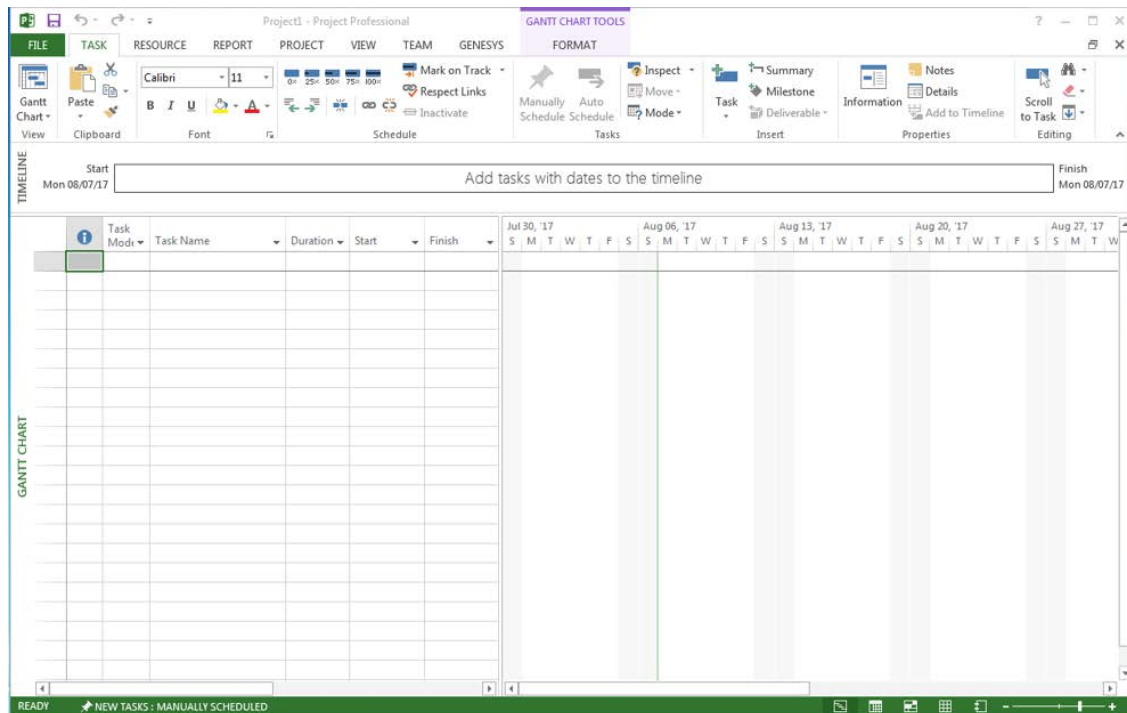 Project1 - Project Professional
GANTT CHART TOOLS
?
FILE TASK RESOURCE REPORT PROJECT VIEW TEAM GENESYS FORMAT
Gantt Chart
View
Paste
Clipboard
Calibri 11
B I U A
Font
0% 25% 50% 75% 100%
Mark on Track
Respect Links
Inactivate
Schedule
Manually Schedule
Auto Schedule
Inspect
Move
Mode
Tasks
Task
Summary
Milestone
Deliverable
Insert
Information
Notes
Details
Add to Timeline
Properties
Scroll to Task
Editing
TIMELINE
Start
Mon 08/07/17
Add tasks with dates to the timeline
Finish
Mon 08/07/17
Task Mode Task Name Duration Start Finish
Jul 30, '17 Aug 06, '17 Aug 13, '17 Aug 20, '17 Aug 27, '17
S M T W T F S S M T W T F S S M T W T F S S M T W T F S S M T W
GANTT CHART
READY NEW TASKS : MANUALLY SCHEDULED